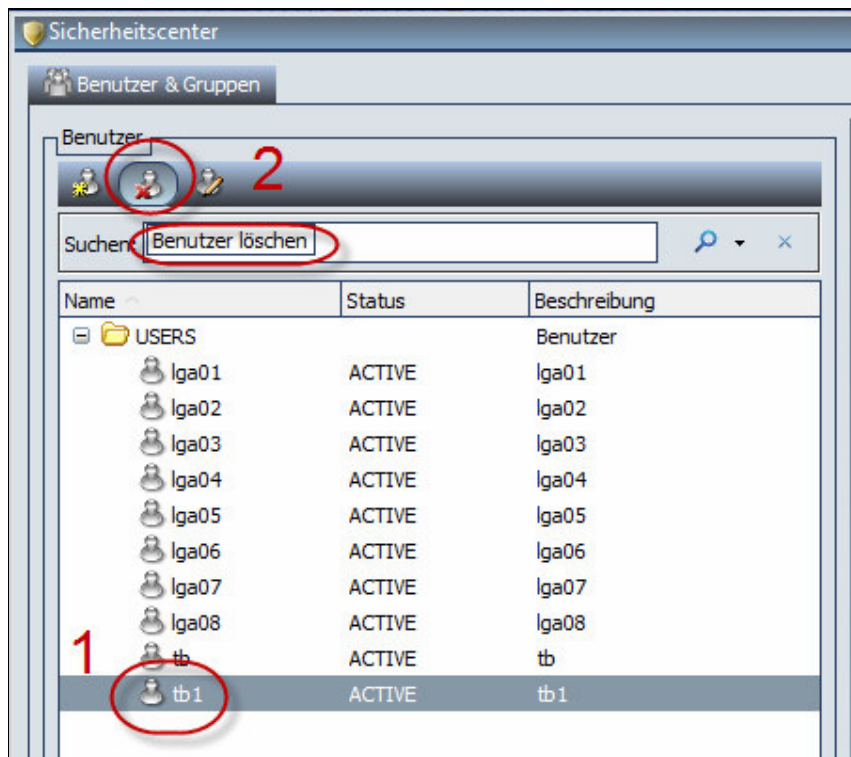 Sicherheitscenter
Benutzer & Gruppen
Benutzer
2
Suchen: Benutzer löschen
Name Status Beschreibung
USERS Benutzer
lga01 ACTIVE lga01
lga02 ACTIVE lga02
lga03 ACTIVE lga03
lga04 ACTIVE lga04
lga05 ACTIVE lga05
lga06 ACTIVE lga06
lga07 ACTIVE lga07
lga08 ACTIVE lga08
1
tb ACTIVE tb
tb1 ACTIVE tb1